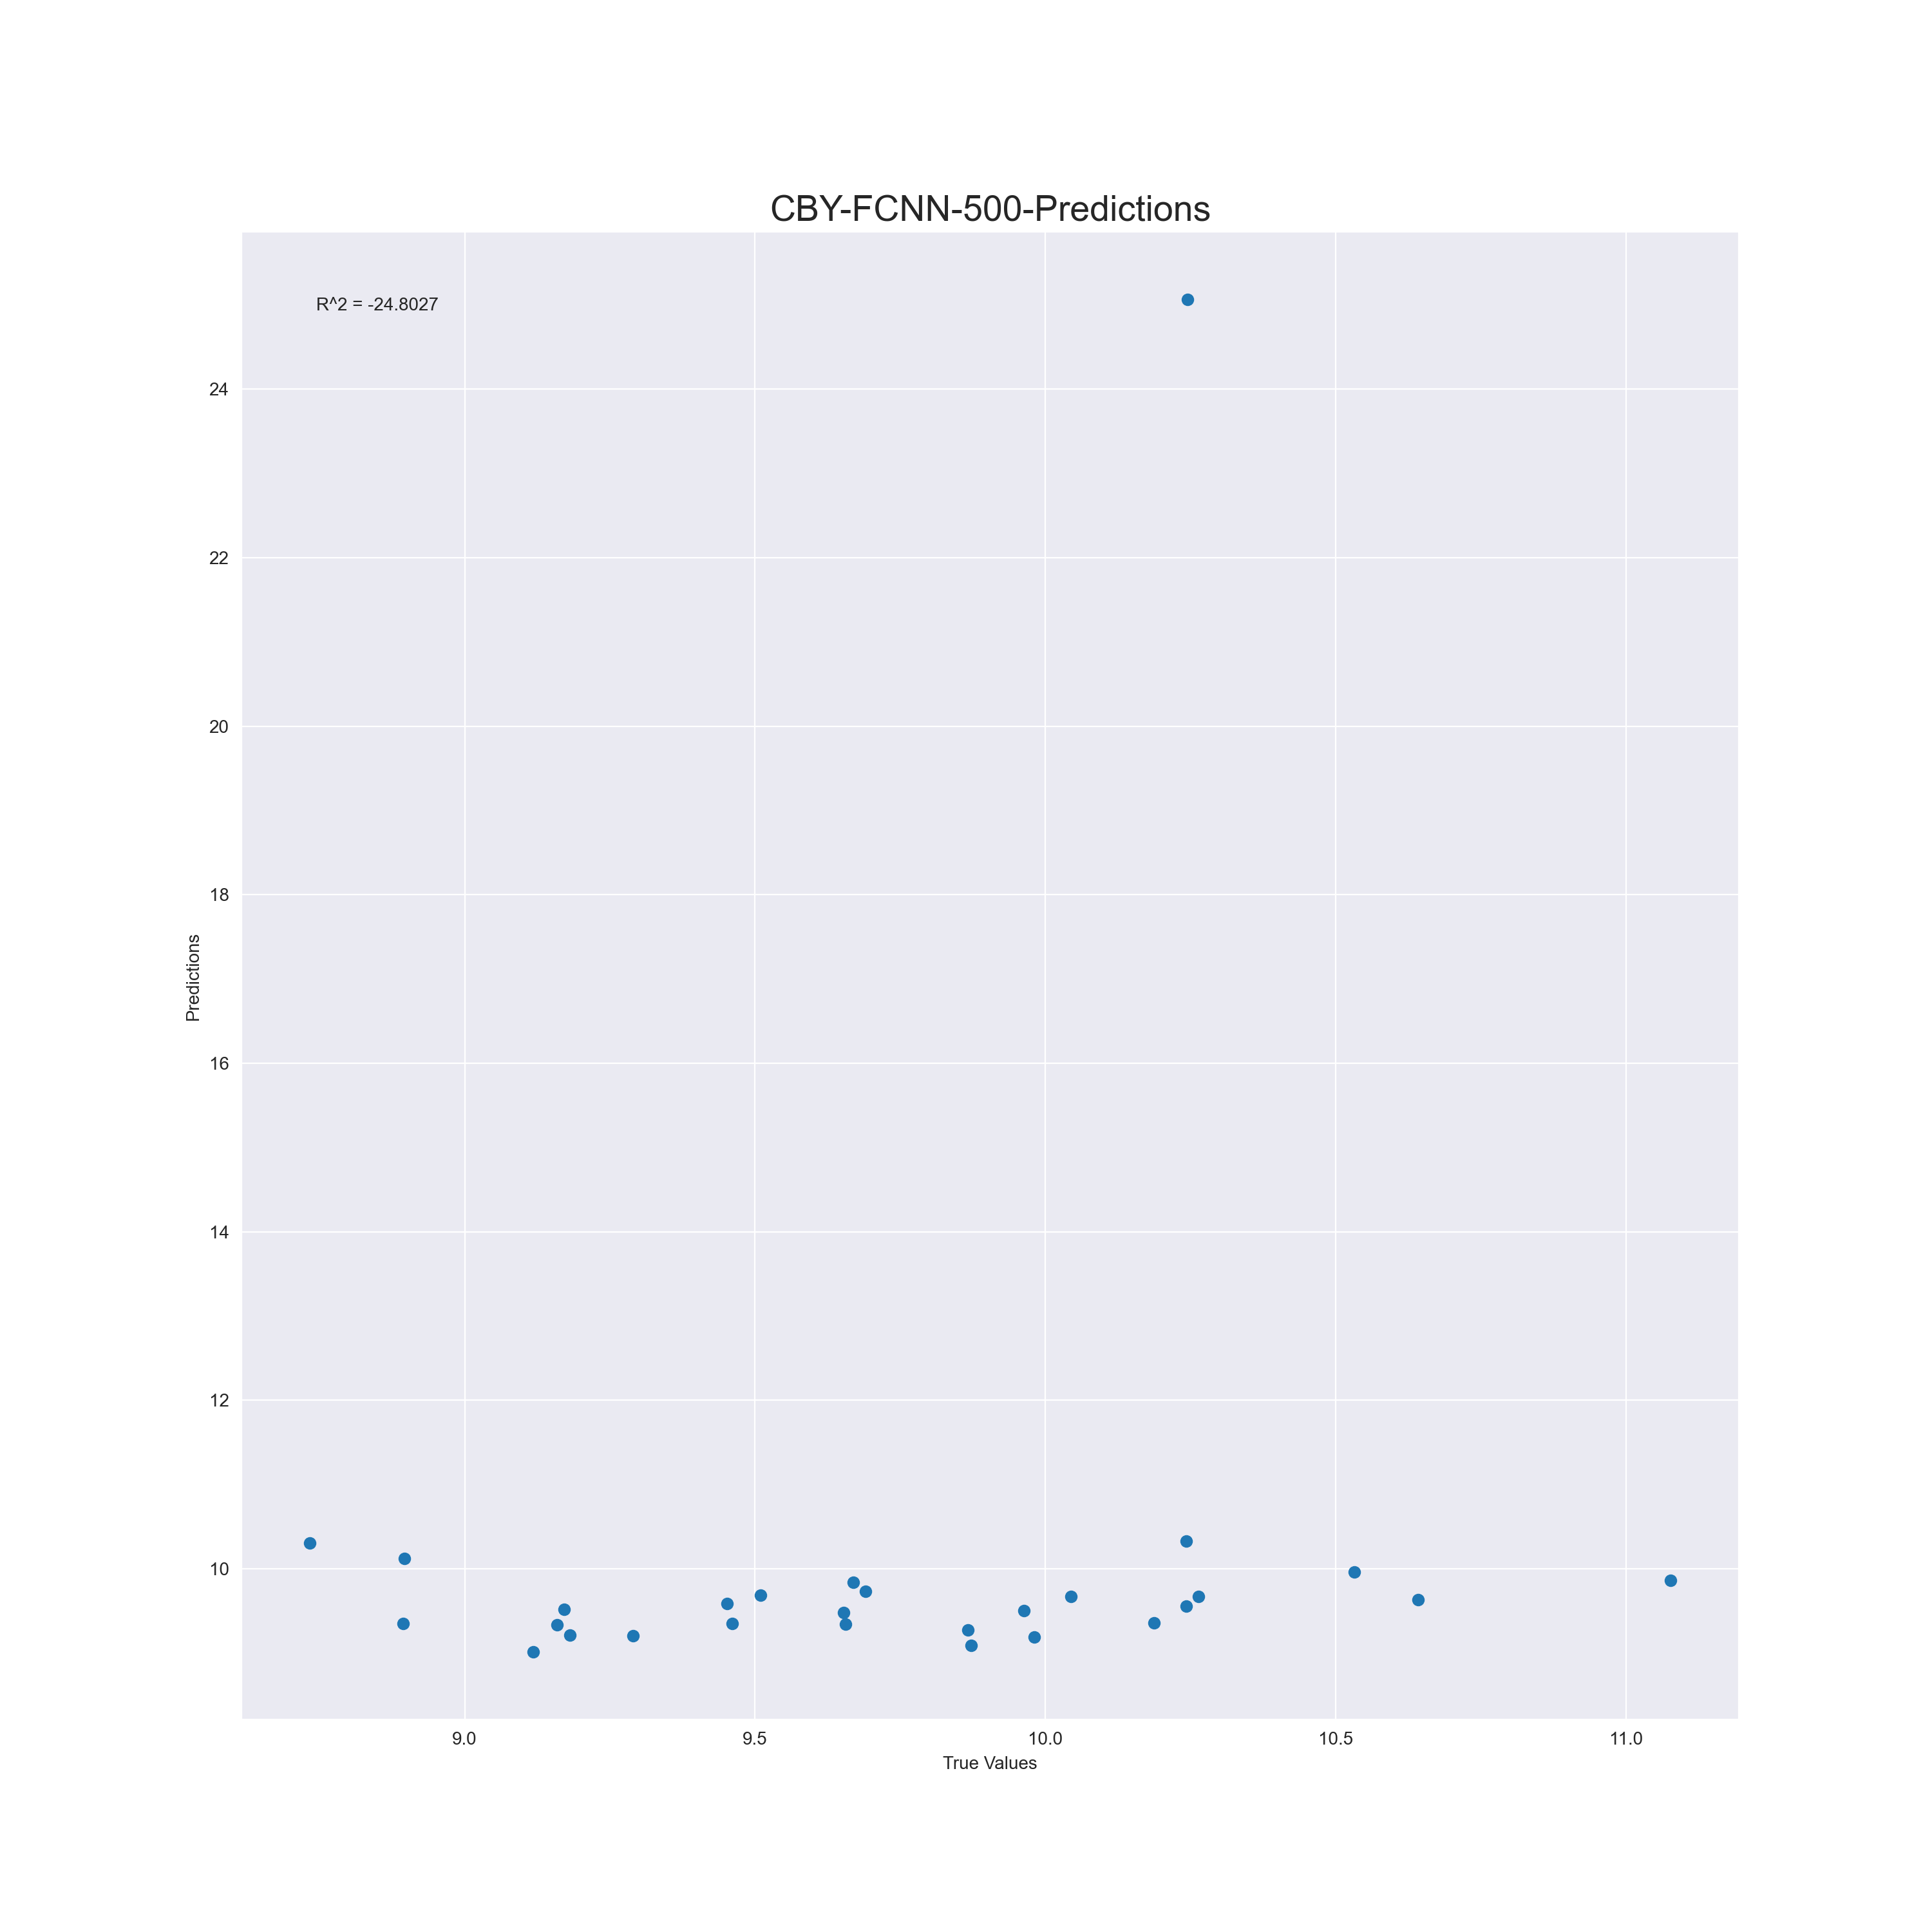 CBY-FCNN-500-Predictions
R^2 = -24.8027
24
22
20
18
16
14
12
10
Predictions
9.0 9.5 10.0 10.5 11.0
True Values